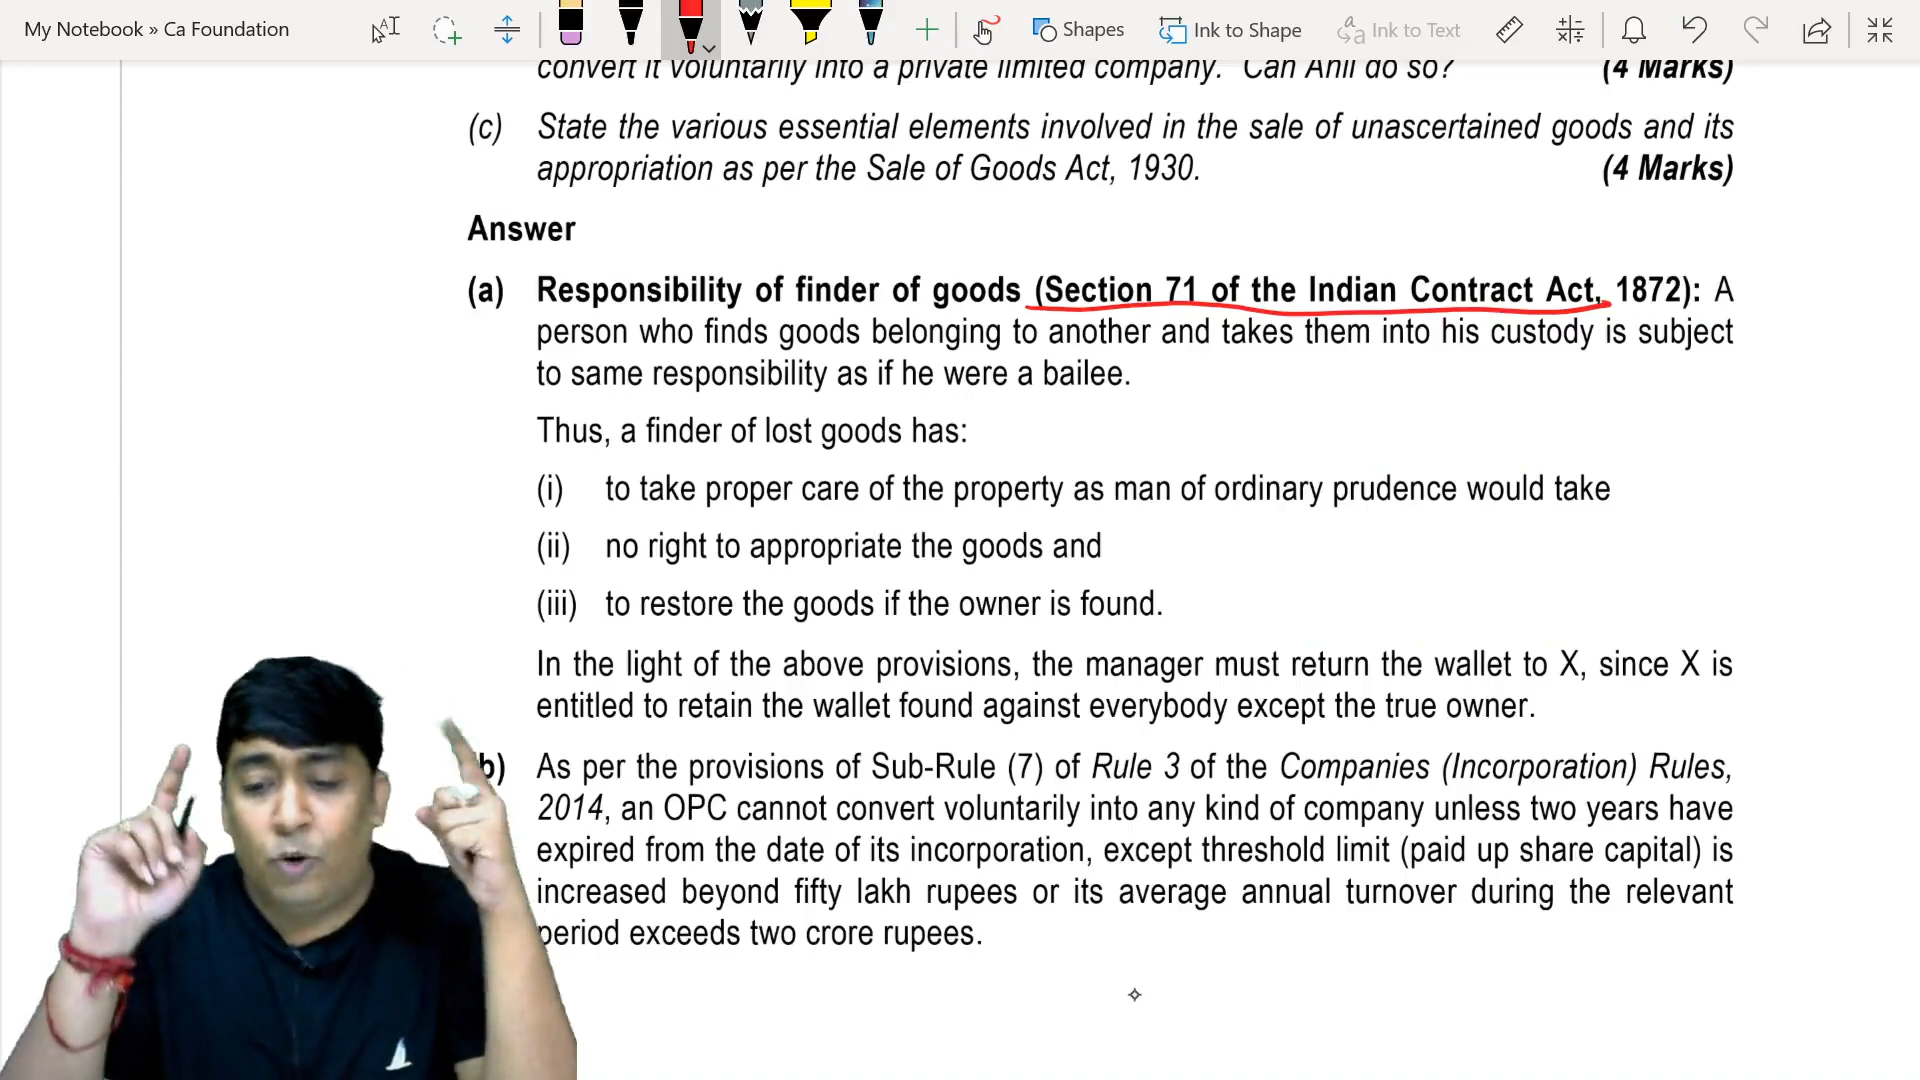 My Notebook » Ca Foundation
Shapes
Ink to Shape
Ink to Text
convert it voluntarily into a private limited company. Can Anil do so? (4 Marks)
(c) State the various essential elements involved in the sale of unascertained goods and its
appropriation as per the Sale of Goods Act, 1930. (4 Marks)
Answer
(a) Responsibility of finder of goods (Section 71 of the Indian Contract Act, 1872): A
person who finds goods belonging to another and takes them into his custody is subject
to same responsibility as if he were a bailee.
Thus, a finder of lost goods has:
(i) to take proper care of the property as man of ordinary prudence would take
(ii) no right to appropriate the goods and
(iii) to restore the goods if the owner is found.
In the light of the above provisions, the manager must return the wallet to X, since X is
entitled to retain the wallet found against everybody except the true owner.
b) As per the provisions of Sub-Rule (7) of Rule 3 of the Companies (Incorporation) Rules,
2014, an OPC cannot convert voluntarily into any kind of company unless two years have
expired from the date of its incorporation, except threshold limit (paid up share capital) is
increased beyond fifty lakh rupees or its average annual turnover during the relevant
period exceeds two crore rupees.